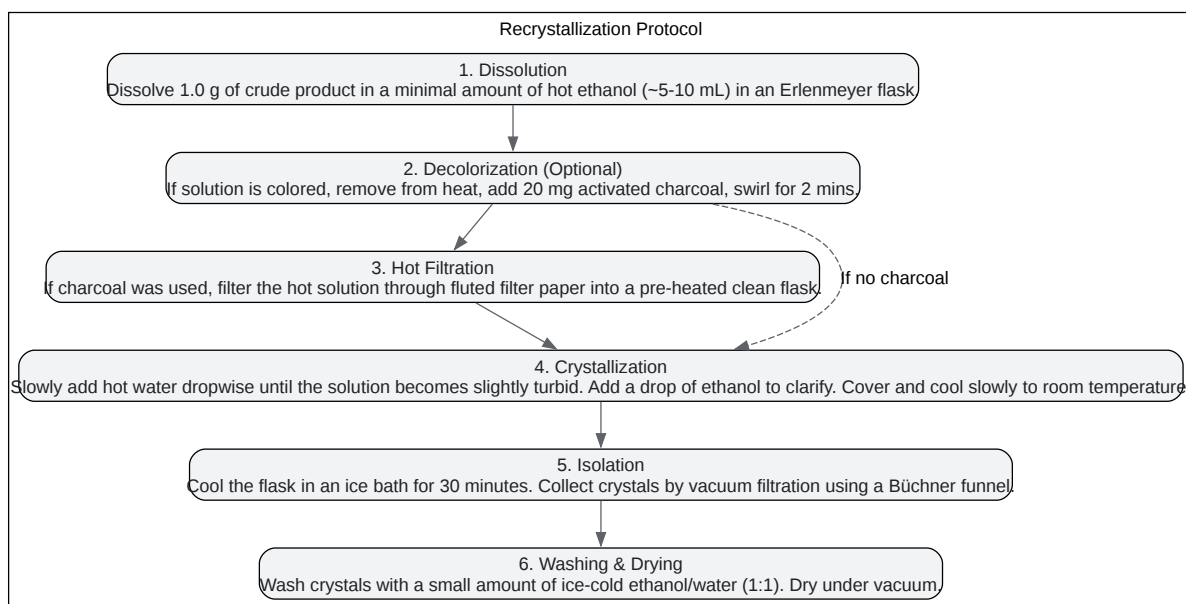 Recrystallization Protocol
1. Dissolution
Dissolve 1.0 g of crude product in a minimal amount of hot ethanol (~5-10 mL) in an Erlenmeyer flask.
2. Decolorization (Optional)
If solution is colored, remove from heat, add 20 mg activated charcoal, swirl for 2 mins.
3. Hot Filtration
If charcoal was used, filter the hot solution through fluted filter paper into a pre-heated clean flask.
If no charcoal
4. Crystallization
Slowly add hot water dropwise until the solution becomes slightly turbid. Add a drop of ethanol to clarify. Cover and cool slowly to room temperature
5. Isolation
Cool the flask in an ice bath for 30 minutes. Collect crystals by vacuum filtration using a Büchner funnel.
6. Washing & Drying
Wash crystals with a small amount of ice-cold ethanol/water (1:1). Dry under vacuum.